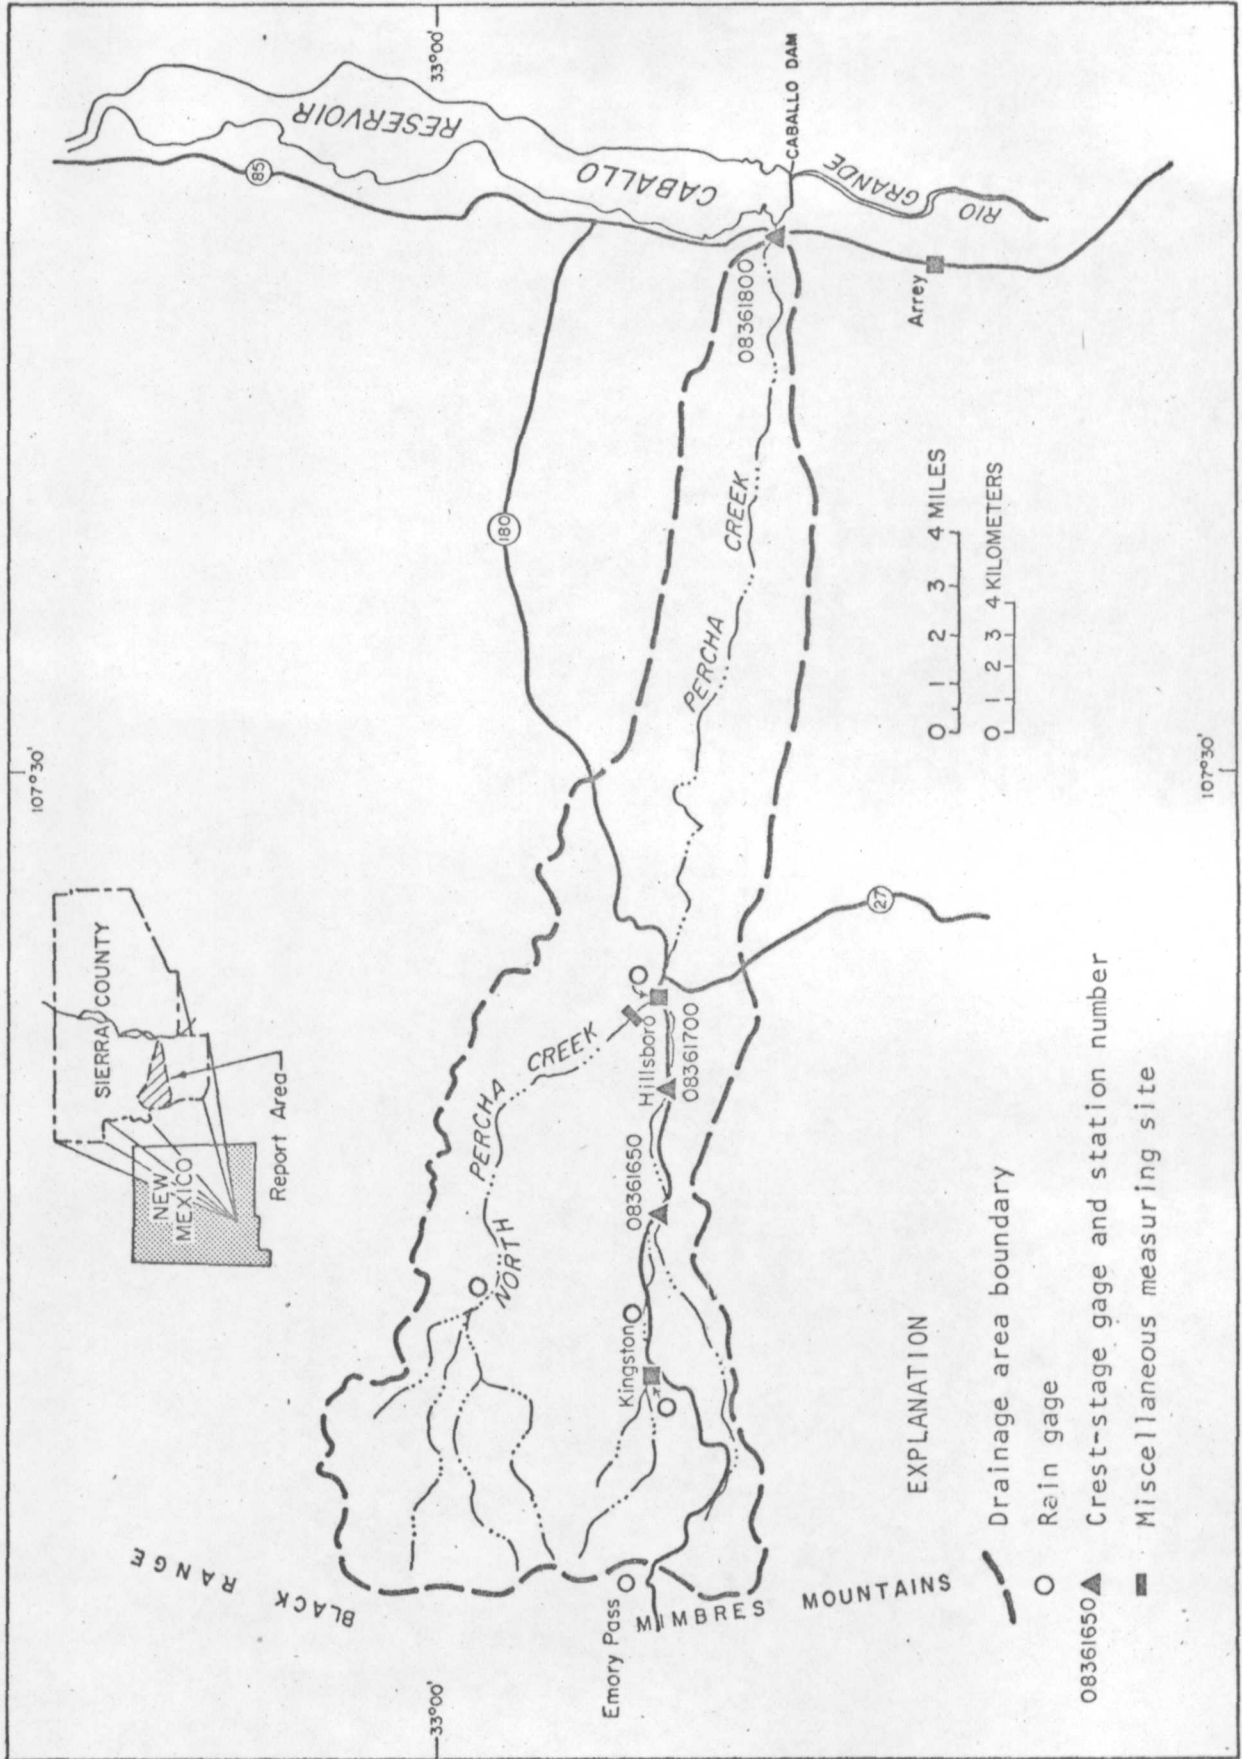 107°30'
33°00'
33°00'
SIERRA COUNTY
NEW
MEXICO
Report Area
BLACK RANGE
85
180
RESERVOIR
CABALLO
CABALLO DAM
RIO
GRANDE
NORTH
PERCHA
CREEK
PERCHA
CREEK
Emory Pass
Kingston
08361650
Hillsboro
08361700
08361800
Arrey
27
MIMBRES
MOUNTAINS
EXPLANATION
0 1 2 3 4 MILES
0 1 2 3 4 KILOMETERS
Drainage area boundary
Rain gage
08361650
Crest-stage gage and station number
Miscellaneous measuring site
107°30'